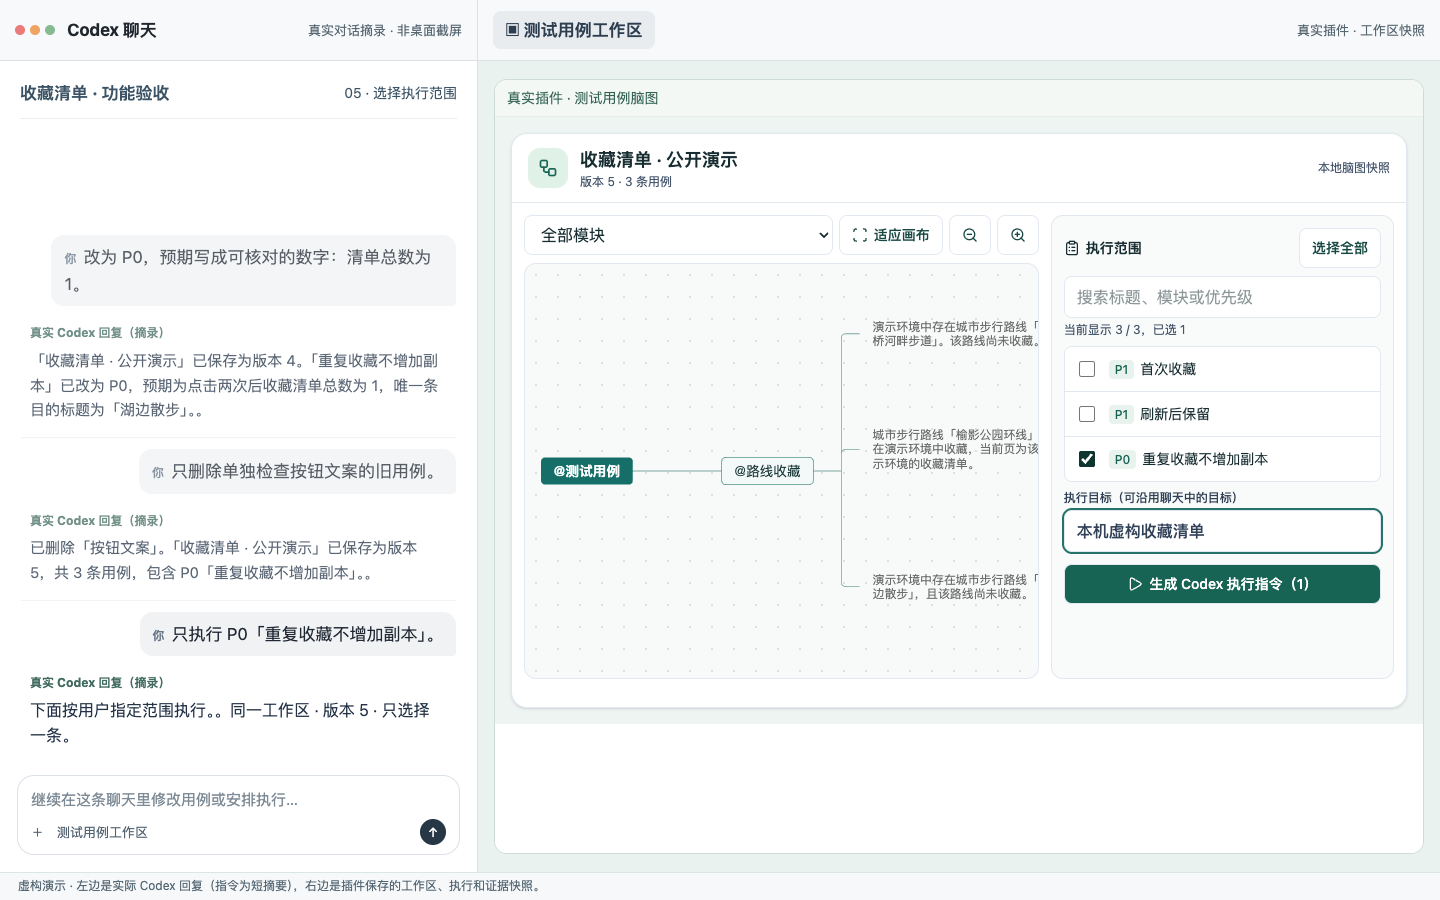 Codex 聊天
真实对话摘录 · 非桌面截屏
收藏清单 · 功能验收
05 · 选择执行范围
你 改为 P0，预期写成可核对的数字：清单总数为
1。
真实 Codex 回复（摘录）
「收藏清单 · 公开演示」已保存为版本 4。「重复收藏不增加副
本」已改为 P0，预期为点击两次后收藏清单总数为 1，唯一条
目的标题为「湖边散步」。。
你 只删除单独检查按钮文案的旧用例。
真实 Codex 回复（摘录）
已删除「按钮文案」。「收藏清单 · 公开演示」已保存为版本
5，共 3 条用例，包含 P0「重复收藏不增加副本」。。
你 只执行 P0「重复收藏不增加副本」。
真实 Codex 回复（摘录）
下面按用户指定范围执行。。同一工作区 · 版本 5 · 只选择
一条。
继续在这条聊天里修改用例或安排执行...
+ 测试用例工作区
测试用例工作区
真实插件 · 工作区快照
真实插件 · 测试用例脑图
收藏清单 · 公开演示
版本 5 · 3 条用例
本地脑图快照
全部模块
适应画布
@测试用例
@路线收藏
演示环境中存在城市步行路线「
桥河畔步道」。该路线尚未收藏。
城市步行路线「榆影公园环线」
在演示环境中收藏，当前页为该
示环境的收藏清单。
演示环境中存在城市步行路线「
边散步」，且该路线尚未收藏。
执行范围
选择全部
搜索标题、模块或优先级
当前显示 3 / 3，已选 1
P1 首次收藏
P1 刷新后保留
P0 重复收藏不增加副本
执行目标（可沿用聊天中的目标）
本机虚构收藏清单
生成 Codex 执行指令（1）
虚构演示 · 左边是实际 Codex 回复（指令为短摘要），右边是插件保存的工作区、执行和证据快照。